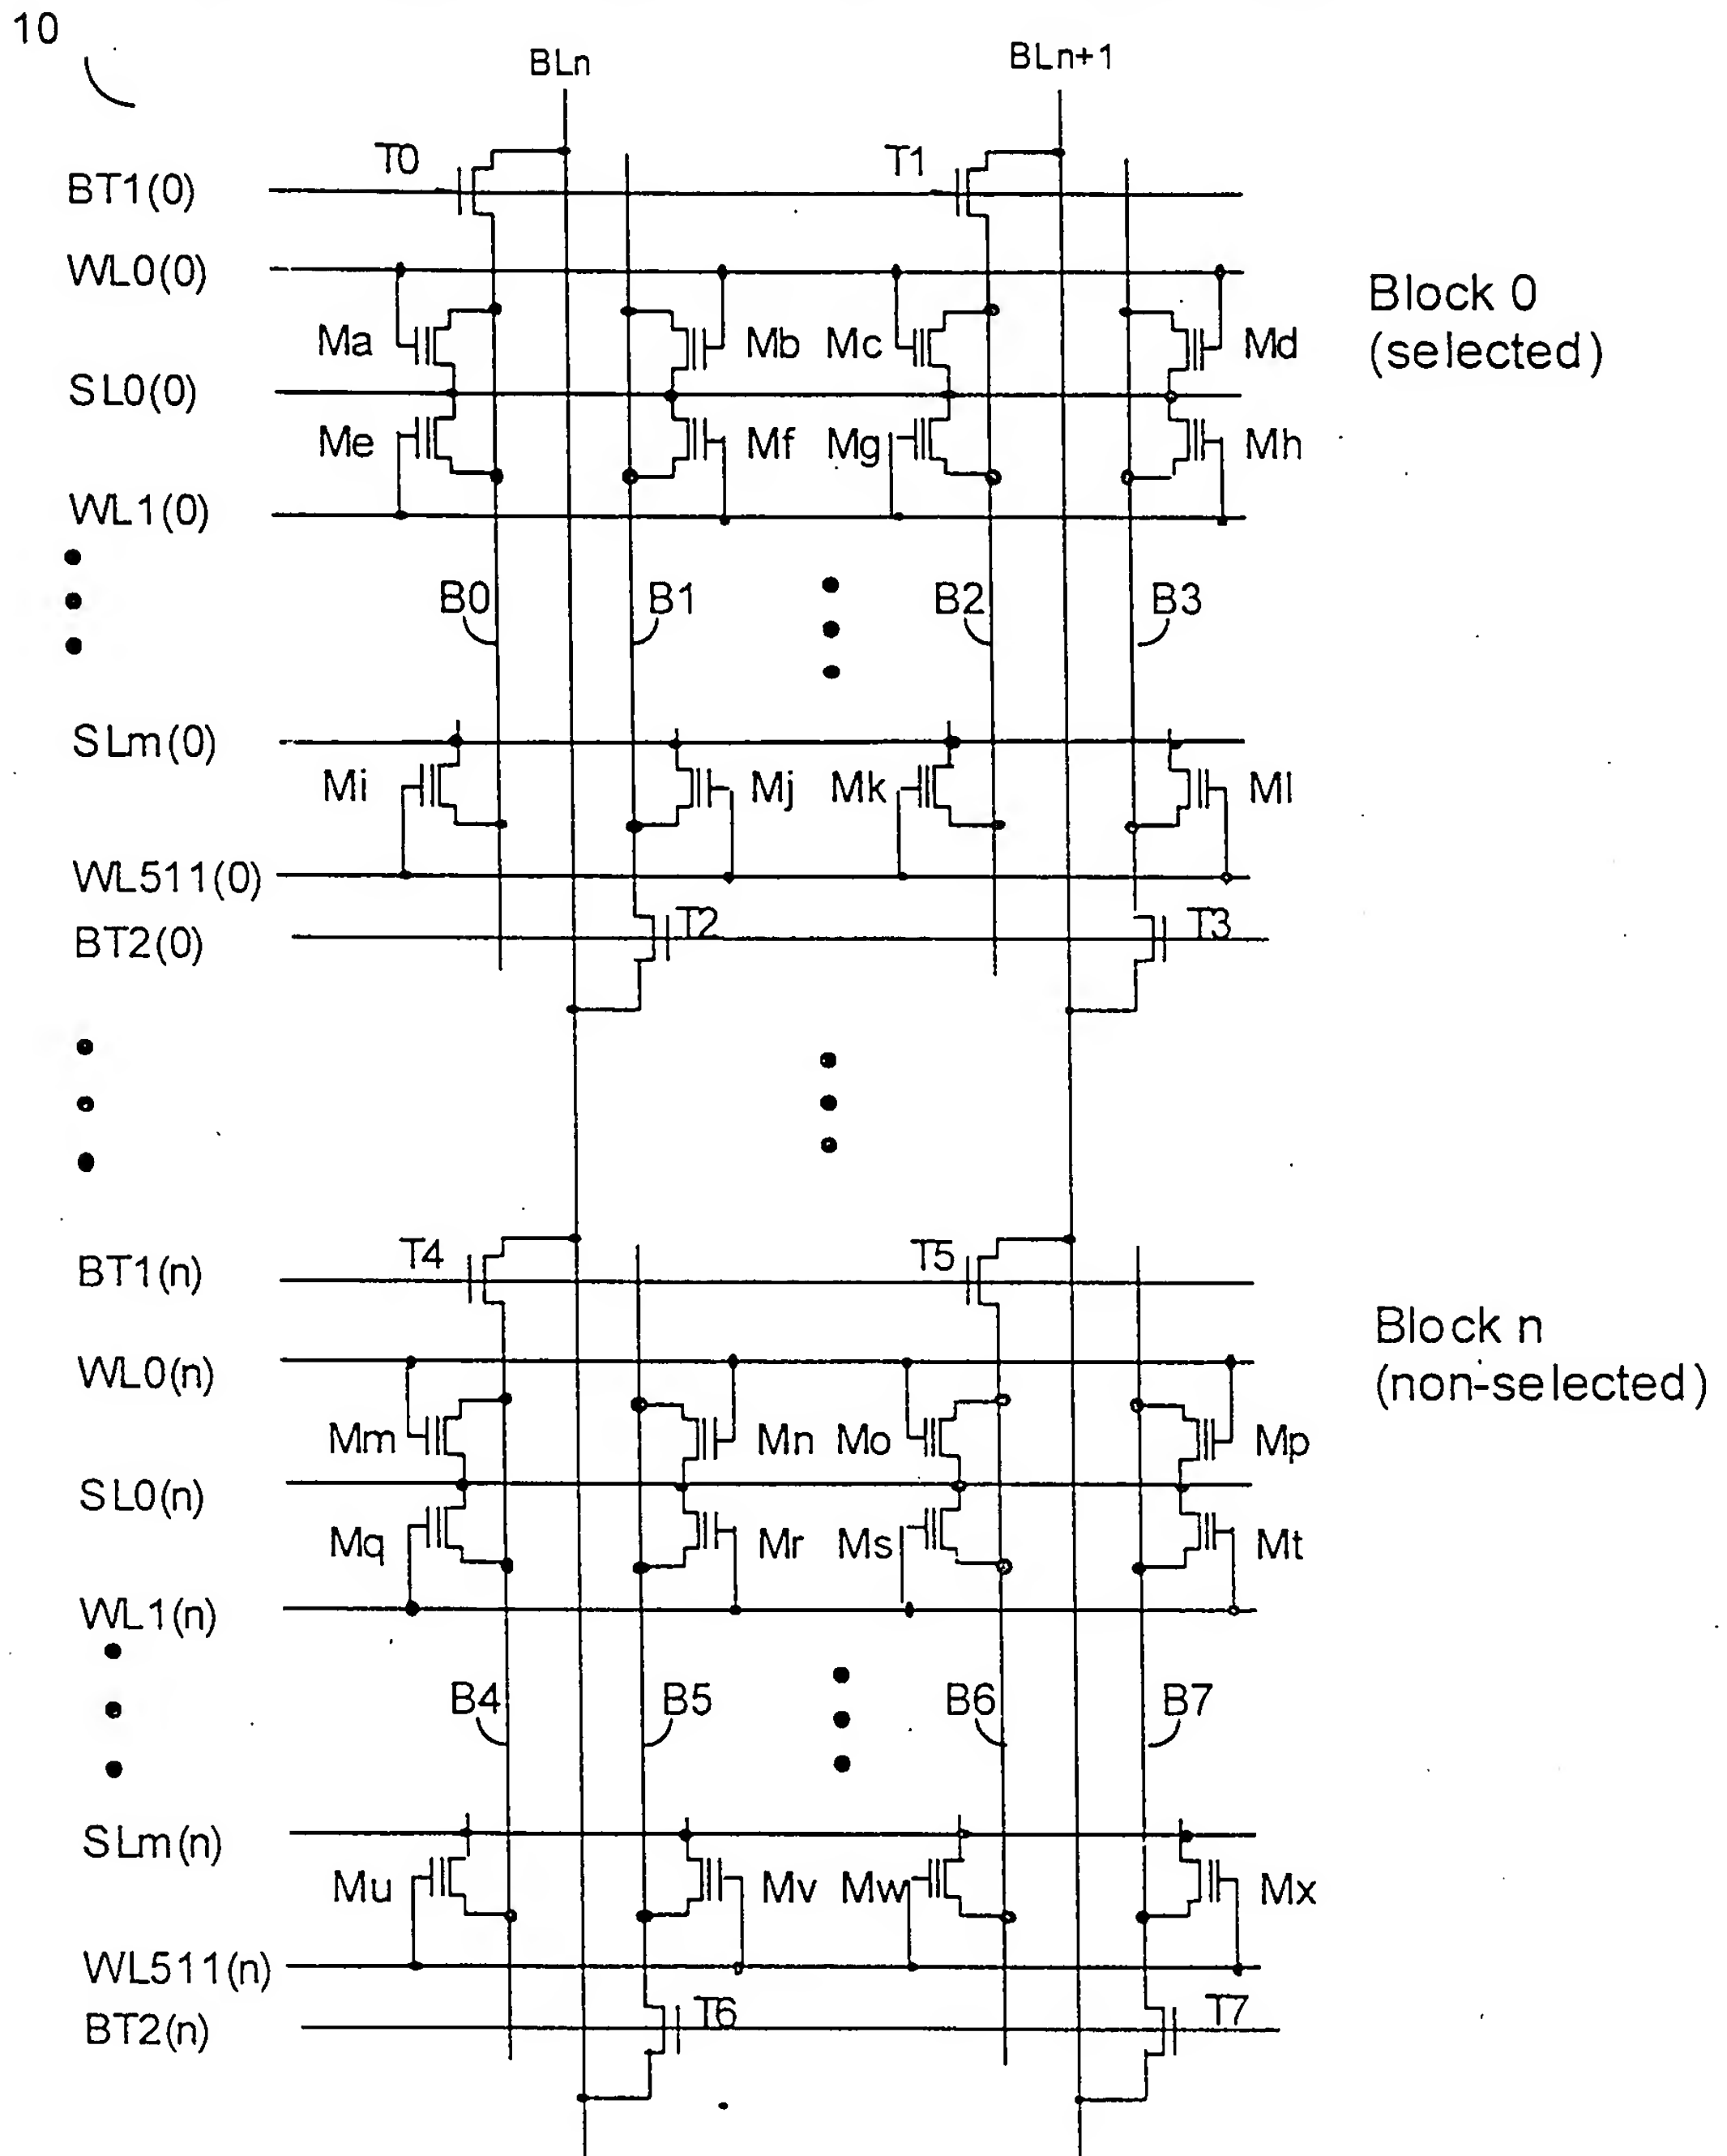 10
BLn BLn+1
T0 T1
BT1(0)
WL0(0)
Block 0
(selected)
Ma Mb Mc Md
SL0(0)
Me Mf Mg Mh
WL1(0)
B0 B1 B2 B3
SLm(0)
Mi Mj Mk Ml
WL511(0)
T2 T3
BT2(0)
T4 T5
BT1(n)
Block n
(non-selected)
WL0(n)
Mm Mn Mo Mp
SL0(n)
Mq Mr Ms Mt
WL1(n)
B4 B5 B6 B7
SLm(n)
Mu Mv Mw Mx
WL511(n)
T6 T7
BT2(n)